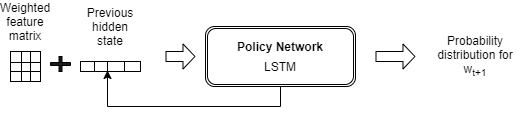 Weighted
feature
matrix
Previous
hidden
state
Policy Network
LSTM
Probability
distribution for
w_{t+1}